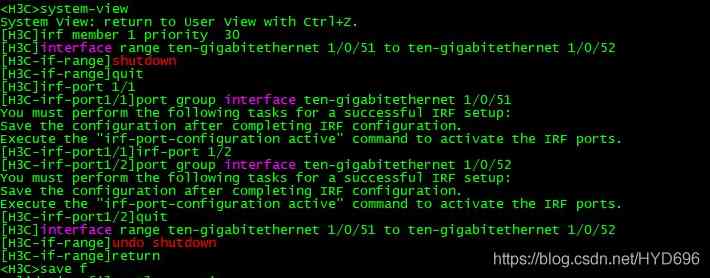 <H3C>system-view
System View: return to User View with Ctrl+Z.
[H3C]irf member 1 priority  30
[H3C]interface range ten-gigabitethernet 1/0/51 to ten-gigabitethernet 1/0/52
[H3C-if-range]shutdown
[H3C-if-range]quit
[H3C]irf-port 1/1
[H3C-irf-port1/1]port group interface ten-gigabitethernet 1/0/51
You must perform the following tasks for a successful IRF setup:
Save the configuration after completing IRF configuration.
Execute the "irf-port-configuration active" command to activate the IRF ports.
[H3C-irf-port1/1]irf-port 1/2
[H3C-irf-port1/2]port group interface ten-gigabitethernet 1/0/52
You must perform the following tasks for a successful IRF setup:
Save the configuration after completing IRF configuration.
Execute the "irf-port-configuration active" command to activate the IRF ports.
[H3C-irf-port1/2]quit
[H3C]interface range ten-gigabitethernet 1/0/51 to ten-gigabitethernet 1/0/52
[H3C-if-range]undo shutdown
[H3C-if-range]return
<H3C>save f
https://blog.csdn.net/HYD696